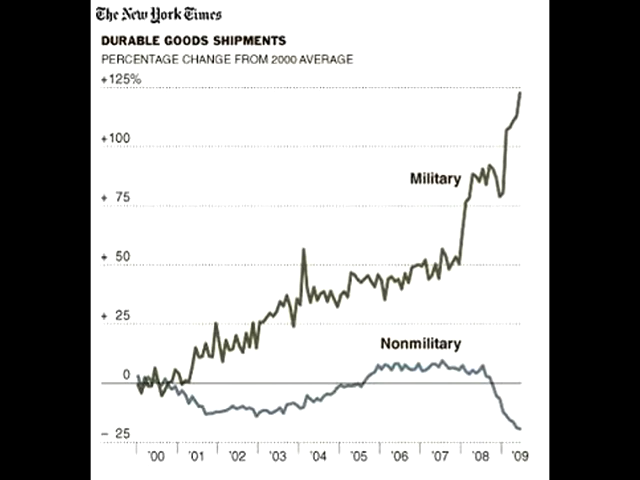 The New York Times
DURABLE GOODS SHIPMENTS
PERCENTAGE CHANGE FROM 2000 AVERAGE
+125%
+ 100
+ 75
+ 50
+ 25
0
– 25
Military
Nonmilitary
'00 '01 '02 '03 '04 '05 '06 '07 '08 '09